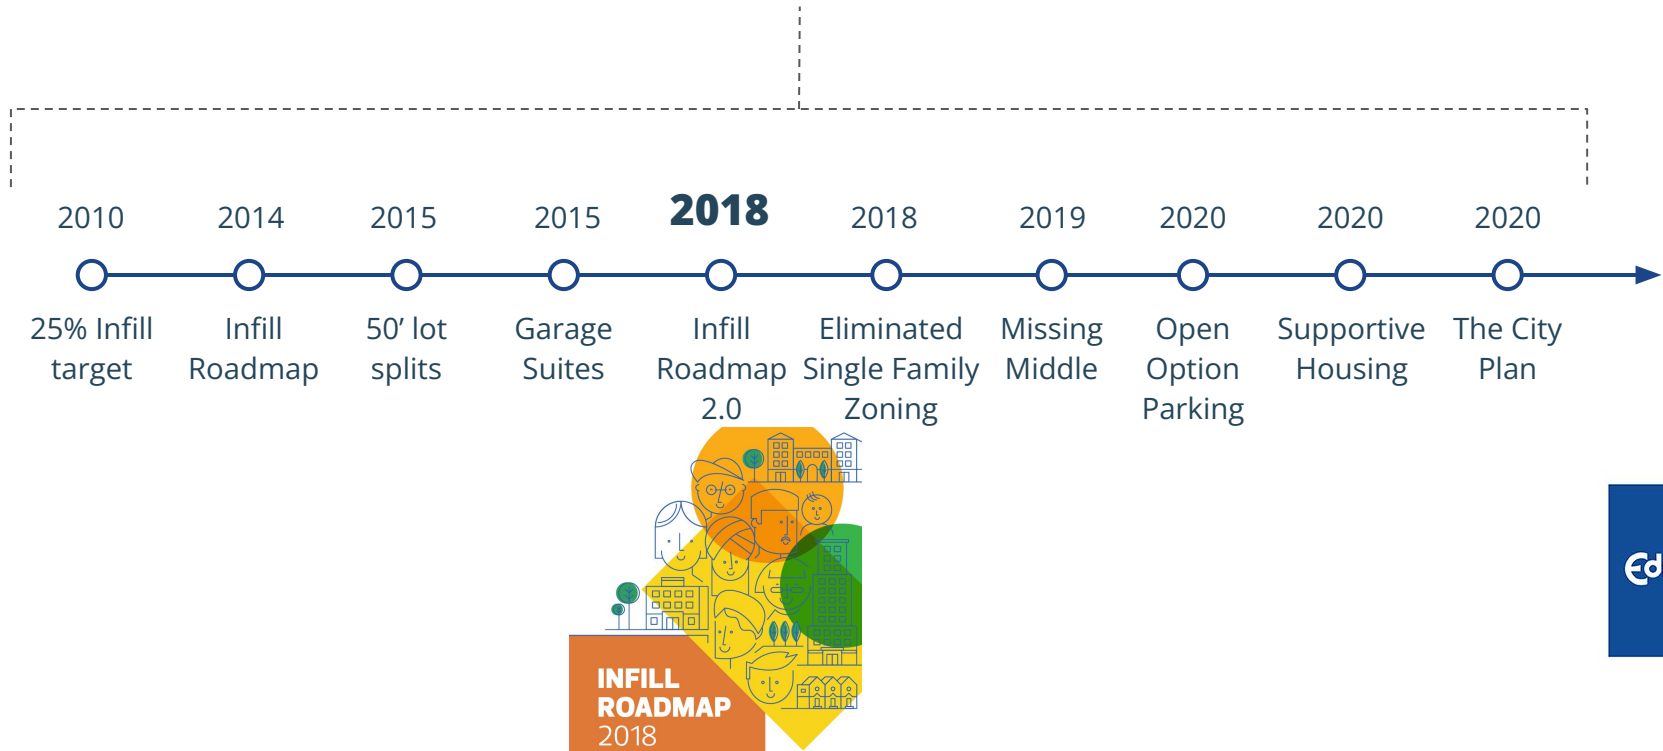 2010 2014 2015 2015 2018 2018 2019 2020 2020 2020
25% Infill target
Infill Roadmap
50’ lot splits
Garage Suites
Infill Roadmap 2.0
Eliminated Single Family Zoning
Missing Middle
Open Option Parking
Supportive Housing
The City Plan
INFILL
ROADMAP
2018
Ed